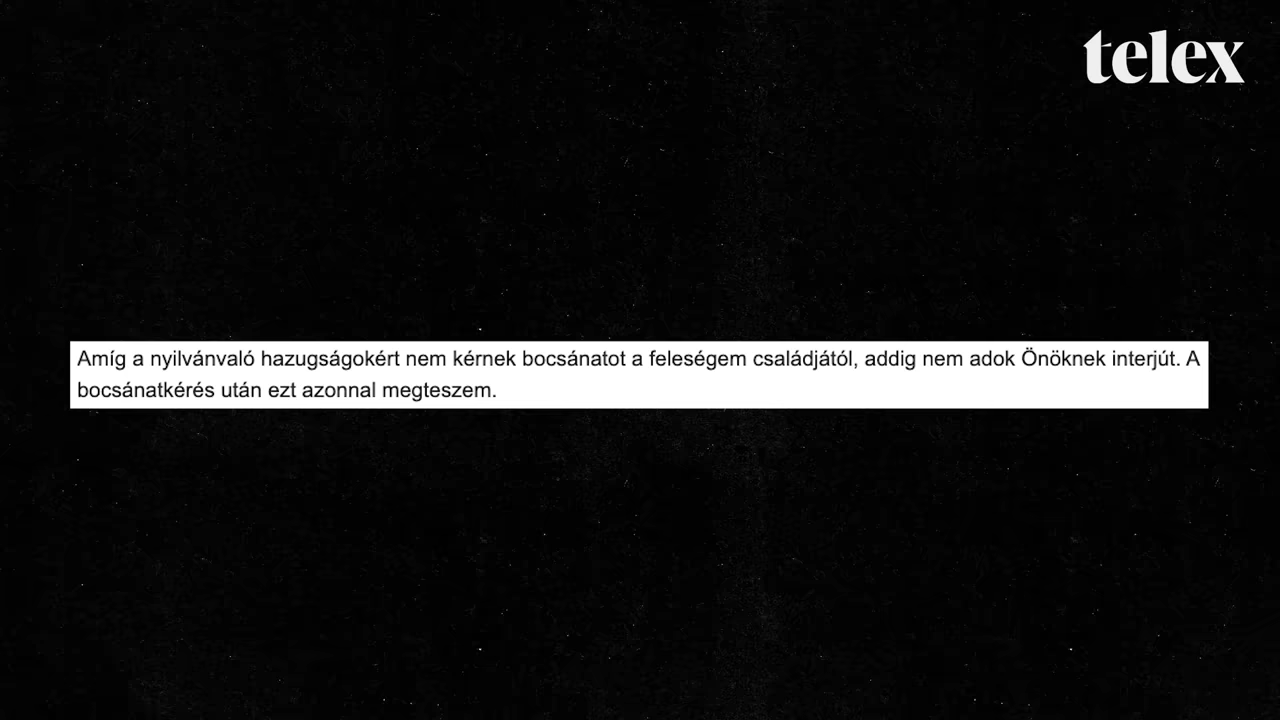 telex
Amíg a nyilvánvaló hazugságokért nem kérnek bocsánatot a feleségem családjától, addig nem adok Önöknek interjút. A
bocsánatkérés után ezt azonnal megteszem.